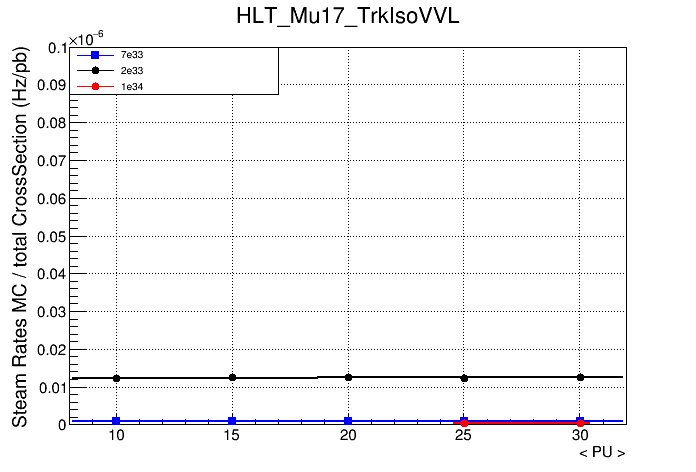 HLT_Mu17_TrkIsoVVL
×10⁻⁶
Steam Rates MC / total CrossSection (Hz/pb)
7e33
2e33
1e34
0.1
0.09
0.08
0.07
0.06
0.05
0.04
0.03
0.02
0.01
0
10 15 20 25 30
< PU >